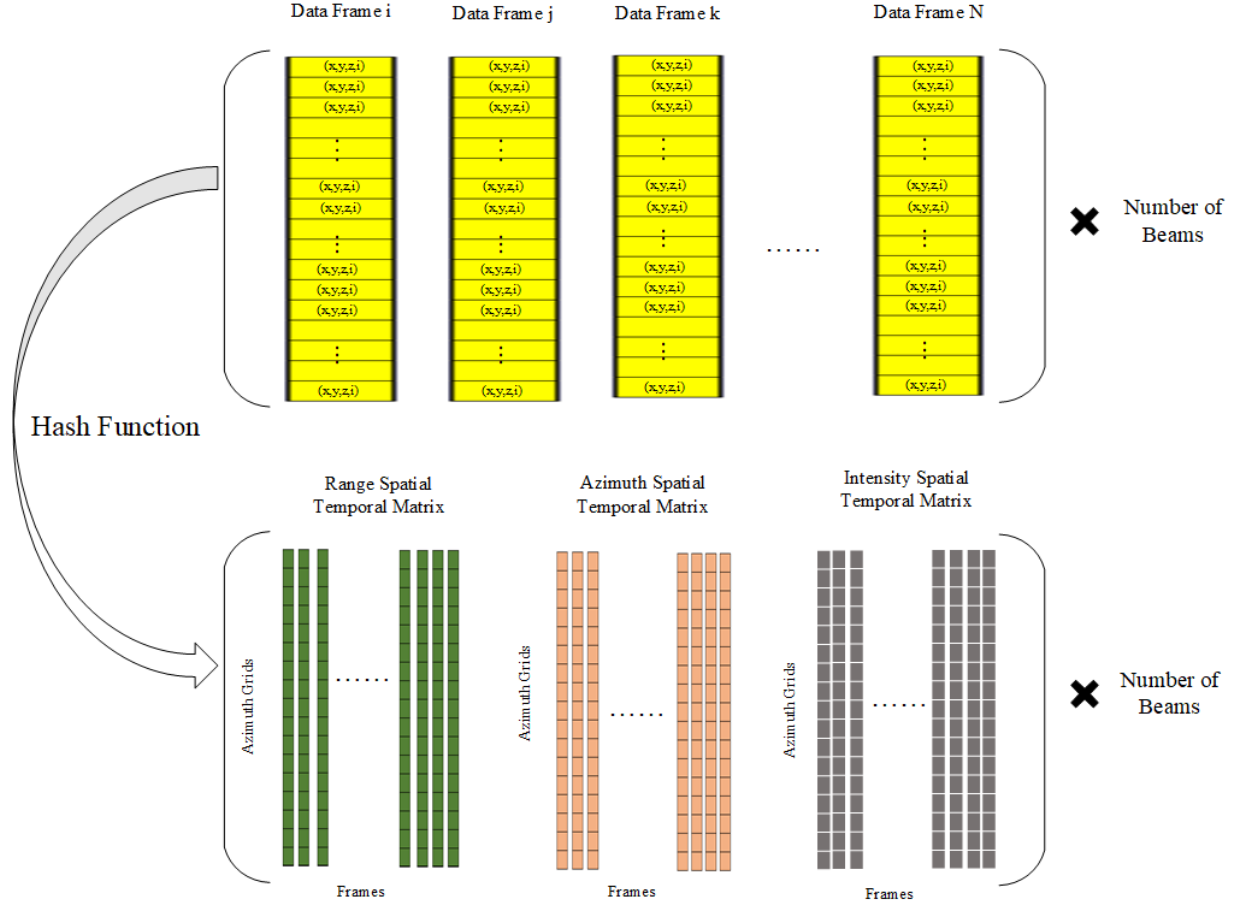 Data Frame i
Data Frame j
Data Frame k
Data Frame N
(x,y,z,i)
(x,y,z,i)
(x,y,z,i)
⋮
(x,y,z,i)
(x,y,z,i)
⋮
(x,y,z,i)
(x,y,z,i)
(x,y,z,i)
⋮
(x,y,z,i)
(x,y,z,i)
(x,y,z,i)
(x,y,z,i)
⋮
(x,y,z,i)
(x,y,z,i)
⋮
(x,y,z,i)
(x,y,z,i)
(x,y,z,i)
⋮
(x,y,z,i)
(x,y,z,i)
(x,y,z,i)
(x,y,z,i)
⋮
(x,y,z,i)
(x,y,z,i)
⋮
(x,y,z,i)
(x,y,z,i)
(x,y,z,i)
⋮
(x,y,z,i)
......
(x,y,z,i)
(x,y,z,i)
(x,y,z,i)
⋮
(x,y,z,i)
(x,y,z,i)
⋮
(x,y,z,i)
(x,y,z,i)
(x,y,z,i)
⋮
(x,y,z,i)
✖ Number of
Beams
Hash Function
Range Spatial
Temporal Matrix
Azimuth Grids
......
Frames
Azimuth Spatial
Temporal Matrix
Azimuth Grids
......
Frames
Intensity Spatial
Temporal Matrix
Azimuth Grids
......
Frames
✖ Number of
Beams